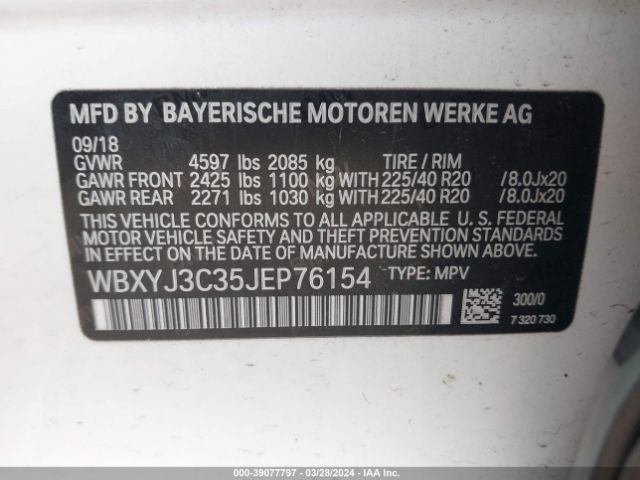 MFD BY BAYERISCHE MOTOREN WERKE AG
09/18
GVWR 4597 lbs 2085 kg TIRE / RIM
GAWR FRONT 2425 lbs 1100 kg WITH 225/40 R20 /8.0Jx20
GAWR REAR 2271 lbs 1030 kg WITH 225/40 R20 /8.0Jx20
THIS VEHICLE CONFORMS TO ALL APPLICABLE U. S. FEDERAL
MOTOR VEHICLE SAFETY AND THEFT PREVENTION STANDARDS
IN EFFECT ON THE DATE OF MANUFACTURE SHOWN ABOVE.
WBXYJ3C35JEP76154 TYPE: MPV
300/0
7 320 730
000-39077797 - 03/28/2024 - IAAI.COM